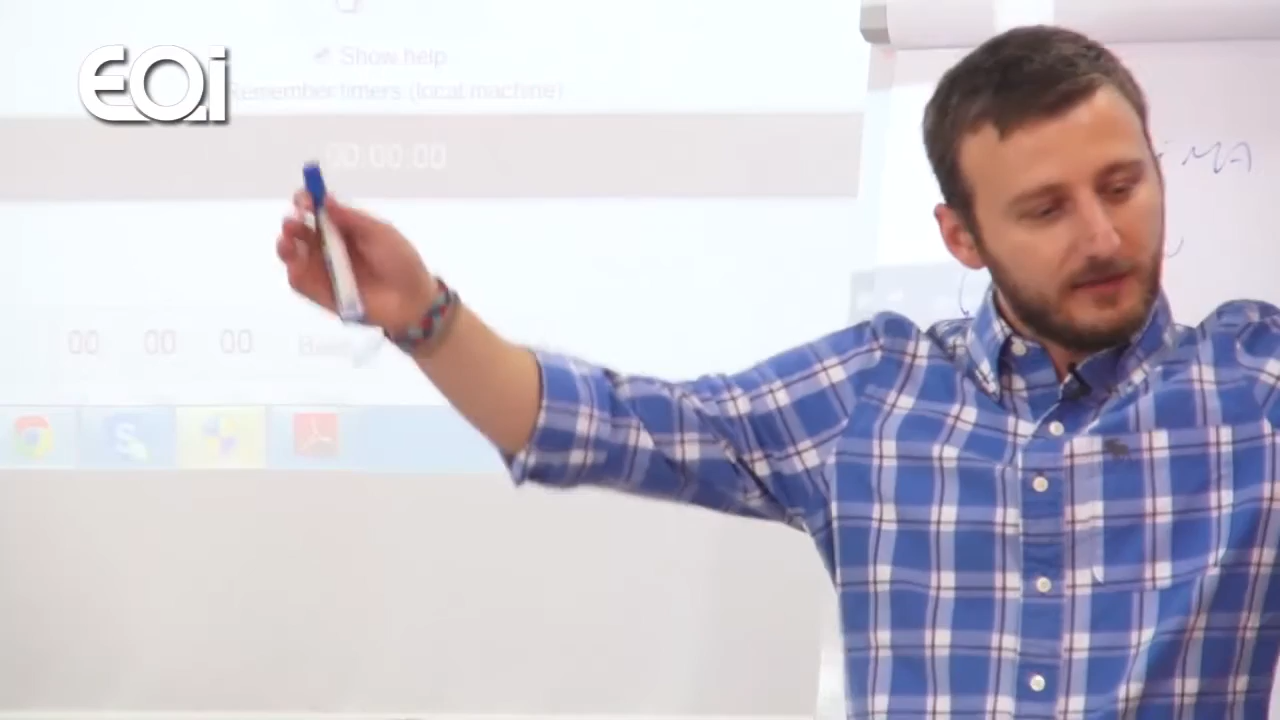 EOi
Show help
Remember timers (local machine)
00:00:00
00 00 00